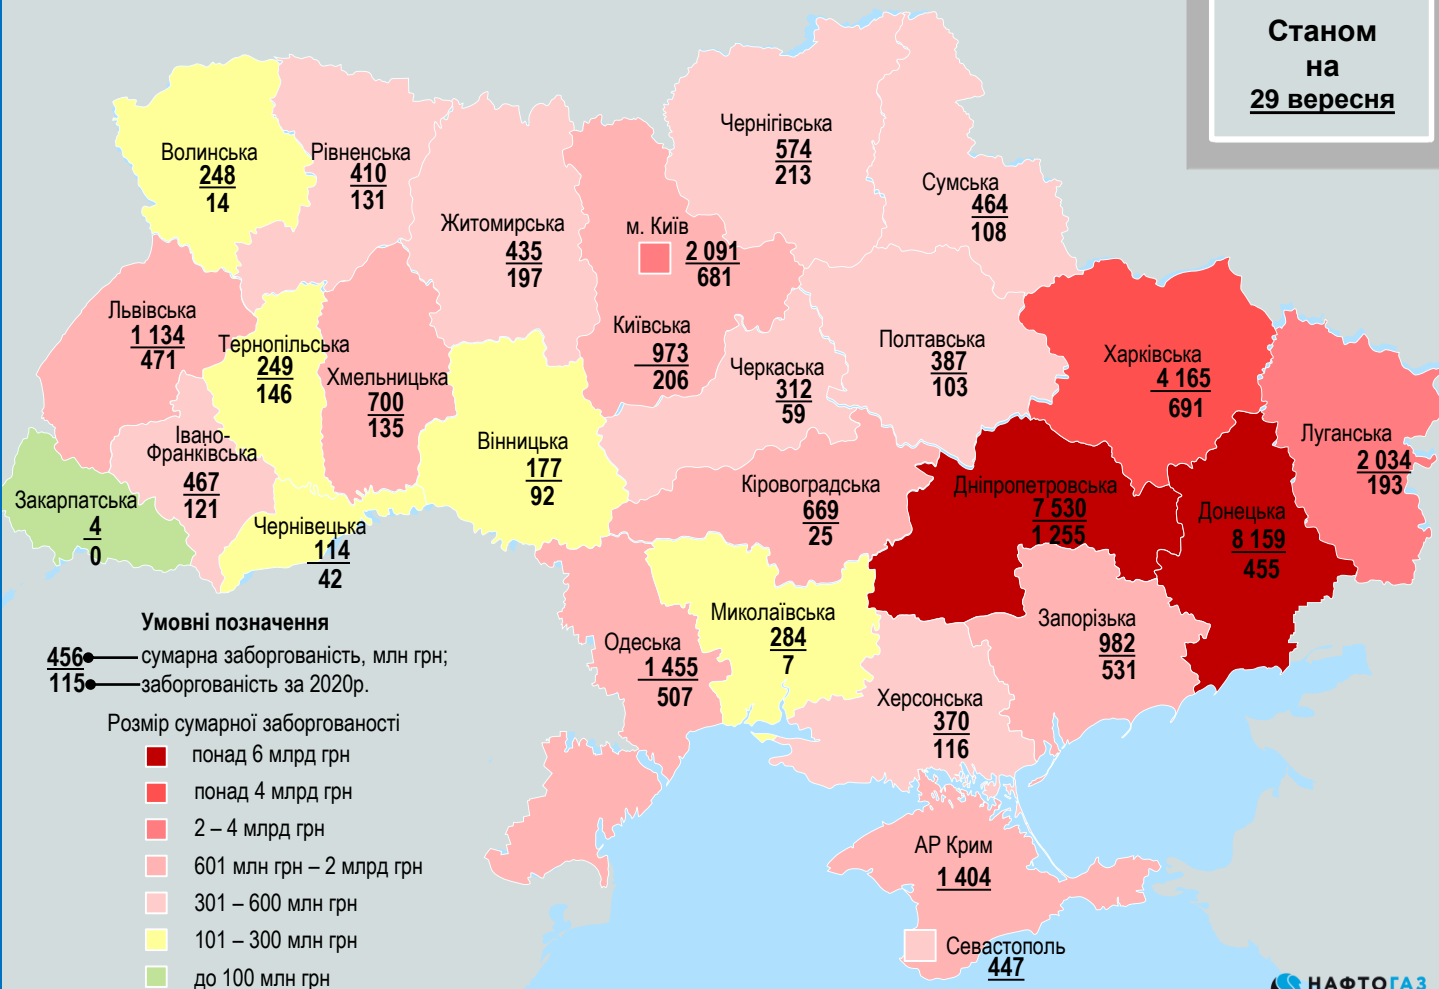 Станом
на
29 вересня
Волинська
248
14
Рівненська
410
131
Житомирська
435
197
м. Київ
2 091
681
Чернігівська
574
213
Сумська
464
108
Львівська
1 134
471
Тернопільська
249
146
Хмельницька
700
135
Київська
973
206
Черкаська
312
59
Полтавська
387
103
Харківська
4 165
691
Луганська
2 034
193
Івано-
Франківська
467
121
Закарпатська
4
0
Чернівецька
114
42
Вінницька
177
92
Кіровоградська
669
25
Дніпропетровська
7 530
1 255
Донецька
8 159
455
Одеська
1 455
507
Миколаївська
284
7
Запорізька
982
531
Херсонська
370
116
АР Крим
1 404
Севастополь
447
Умовні позначення
456 сумарна заборгованість, млн грн;
115 заборгованість за 2020р.
Розмір сумарної заборгованості
понад 6 млрд грн
понад 4 млрд грн
2 – 4 млрд грн
601 млн грн – 2 млрд грн
301 – 600 млн грн
101 – 300 млн грн
до 100 млн грн
НАФТОГАЗ